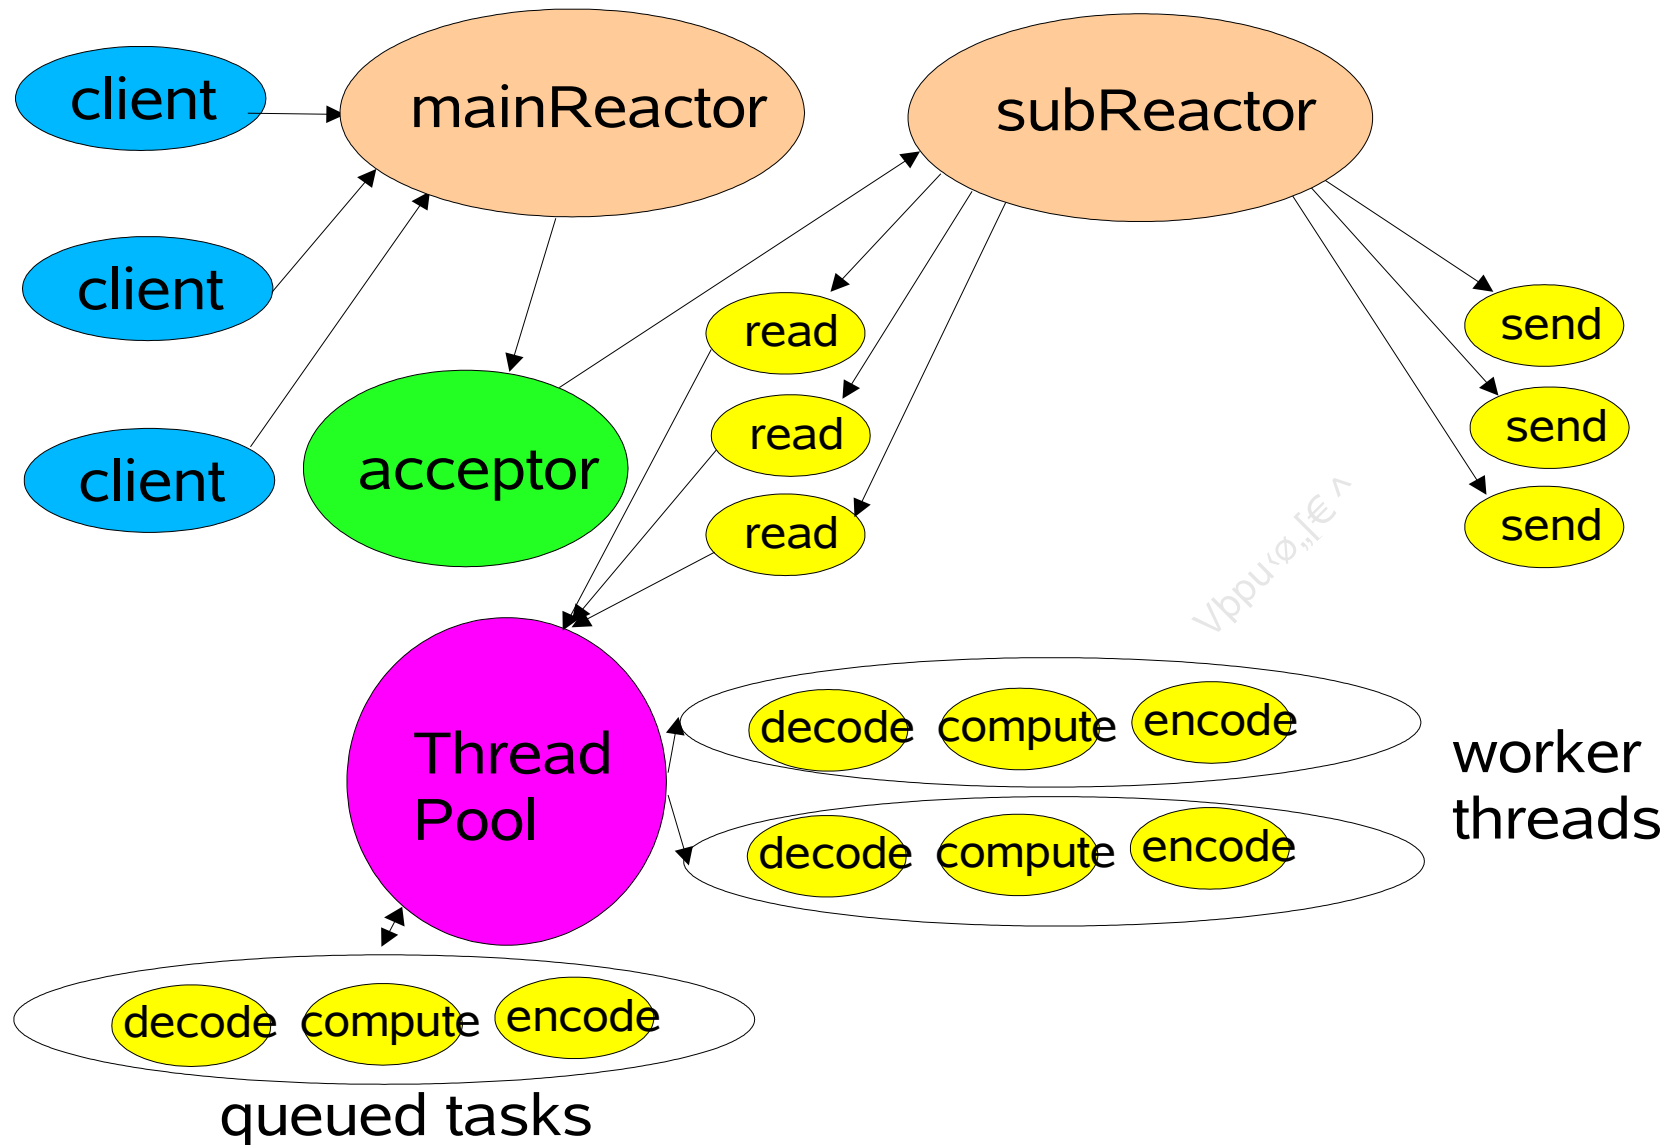 client
mainReactor
subReactor
client
client
acceptor
read
read
read
send
send
send
Thread
Pool
decode compute encode
decode compute encode
worker
threads
decode compute encode
queued tasks